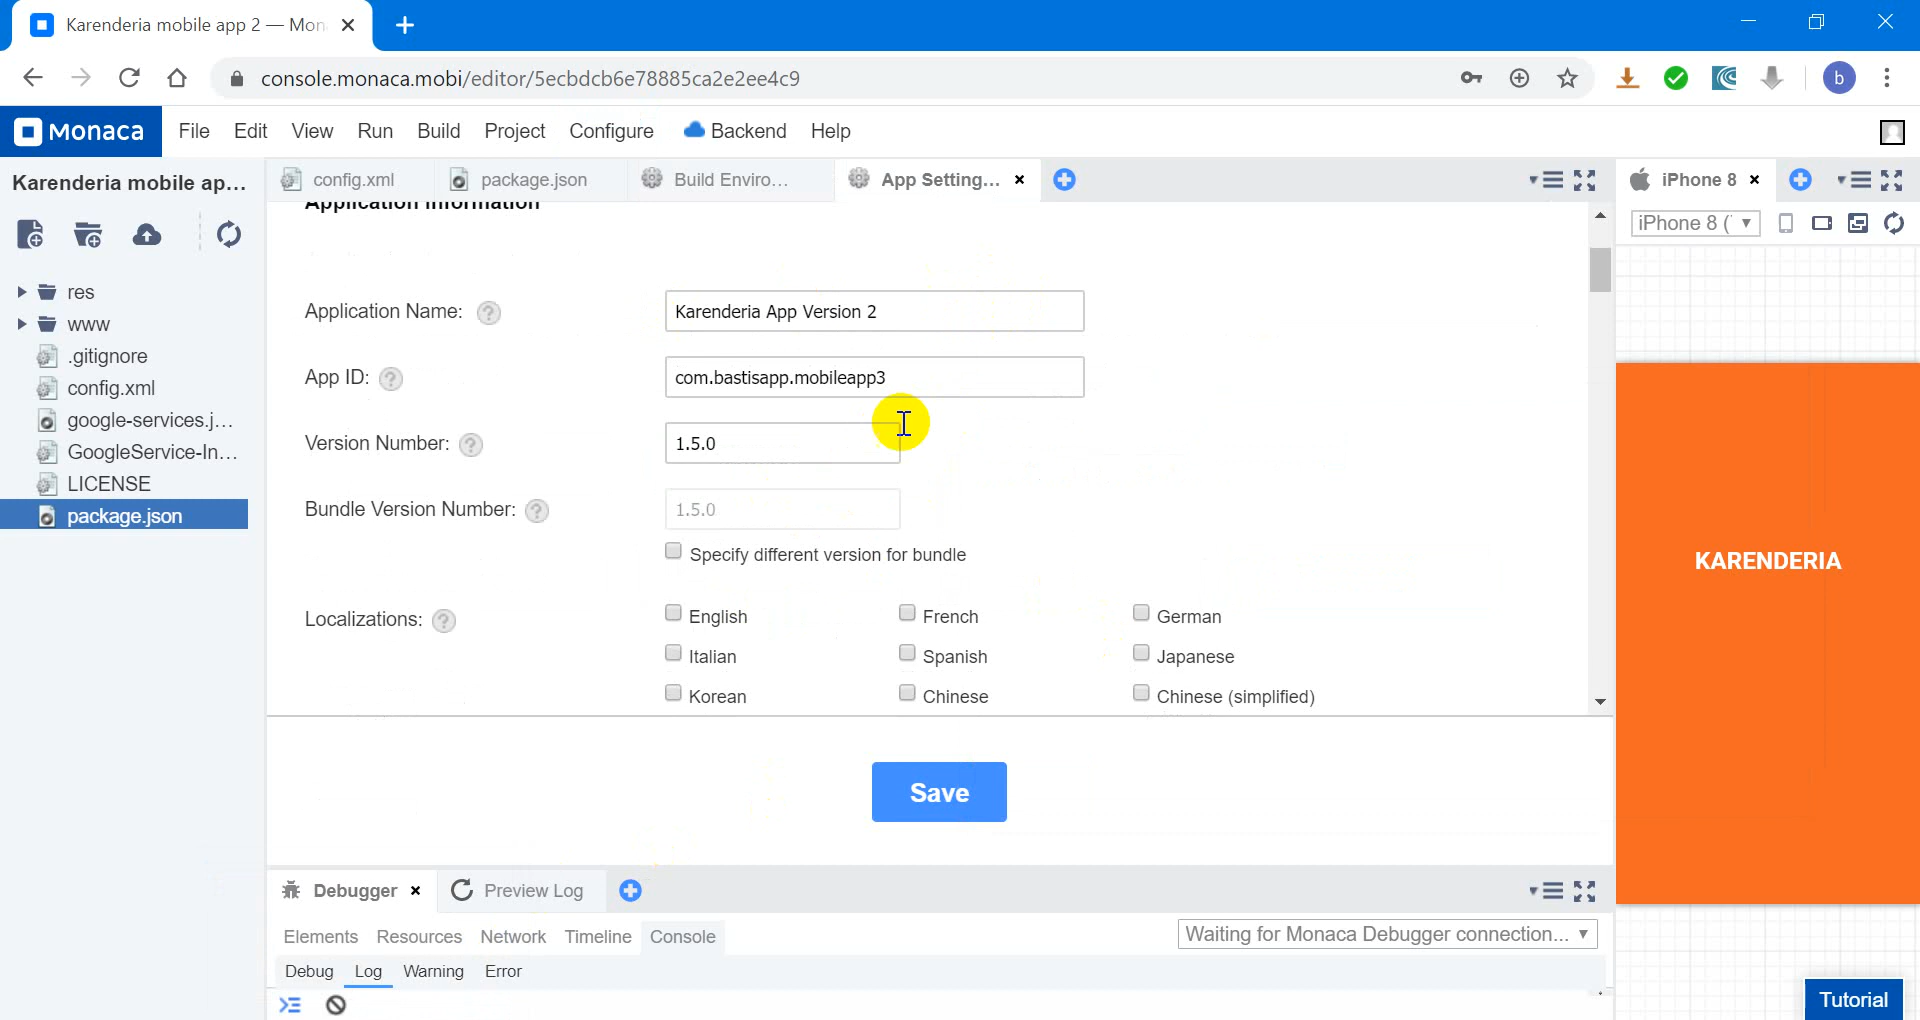 Karenderia mobile app 2 — Mon
console.monaca.mobi/editor/5ecbdcb6e78885ca2e2ee4c9
b
Monaca File Edit View Run Build Project Configure Backend Help
Karenderia mobile ap...
config.xml package.json Build Enviro... App Setting...
iPhone 8
iPhone 8 (
Application Information
res
www
.gitignore
config.xml
google-services.j...
GoogleService-In...
LICENSE
package.json
Application Name: ? Karenderia App Version 2
App ID: ? com.bastisapp.mobileapp3
Version Number: ? 1.5.0
Bundle Version Number: ? 1.5.0
Specify different version for bundle
Localizations: ? English French German
Italian Spanish Japanese
Korean Chinese Chinese (simplified)
Save
KARENDERIA
Debugger Preview Log
Elements Resources Network Timeline Console
Waiting for Monaca Debugger connection...
Debug Log Warning Error
Tutorial